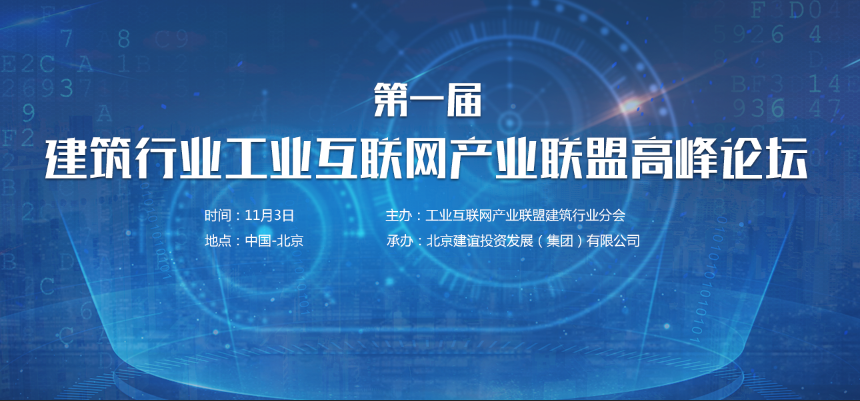 第一届
建筑行业工业互联网产业联盟高峰论坛
时间：11月3日 主办：工业互联网产业联盟建筑行业分会
地点：中国-北京 承办：北京建谊投资发展（集团）有限公司